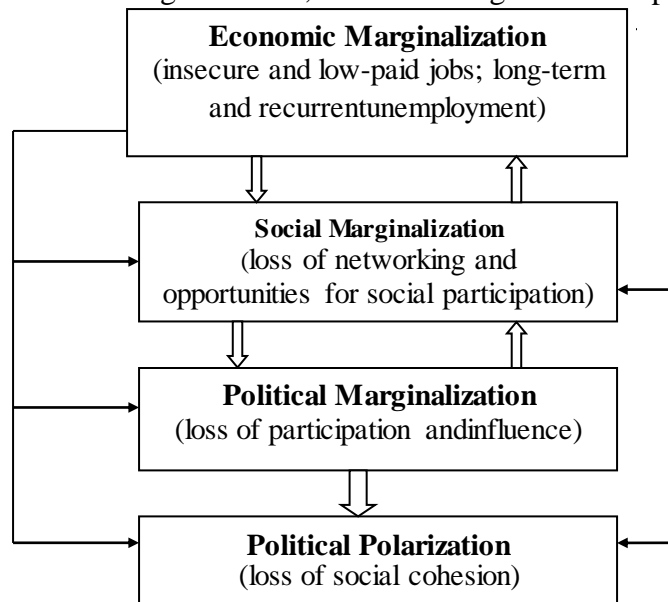 Economic Marginalization
(insecure and low-paid jobs; long-term
and recurrentunemployment)
Social Marginalization
(loss of networking and
opportunities for social participation)
Political Marginalization
(loss of participation andinfluence)
Political Polarization
(loss of social cohesion)